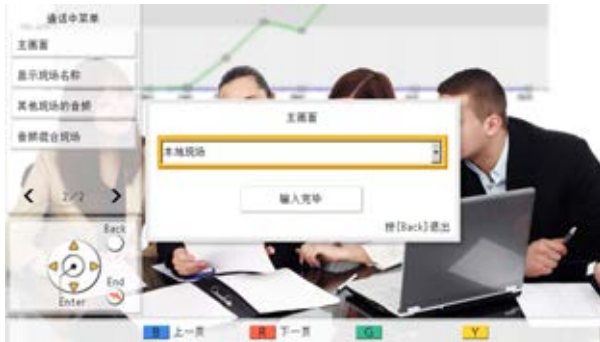 通话中菜单
主画面
显示现场名称
其他现场的音频
音频混合现场
2/2
Back
End
Enter
主画面
本地现场
输入完毕
按[Back]退出
B 上一页 R 下一页 G Y